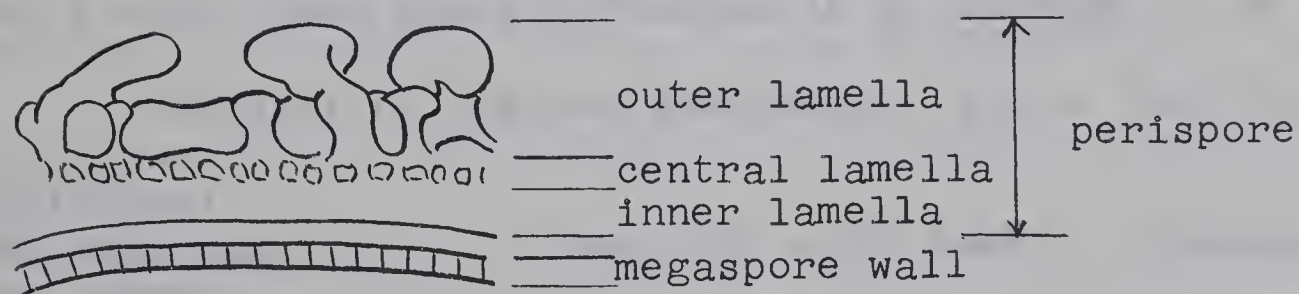 outer lamella
perispore
central lamella
inner lamella
megaspore wall